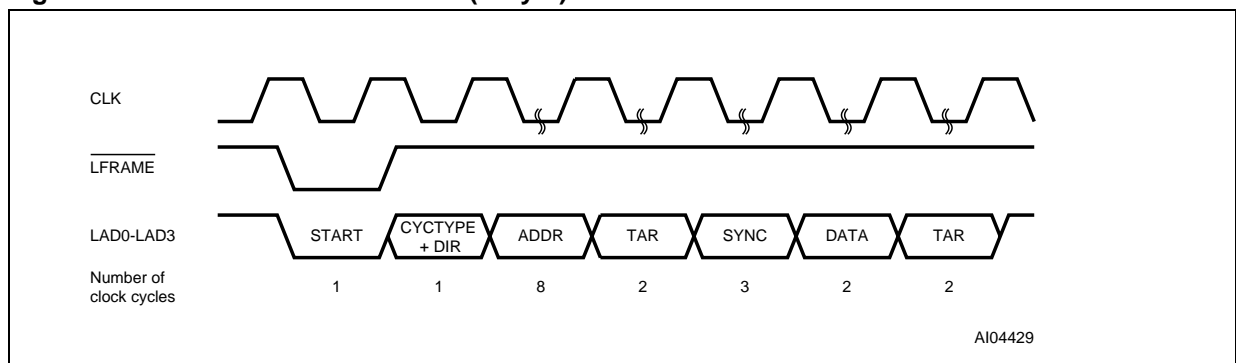 CLK
LFRAME
LAD0-LAD3 START CYCTYPE + DIR ADDR TAR SYNC DATA TAR
Number of clock cycles 1 1 8 2 3 2 2
AI04429